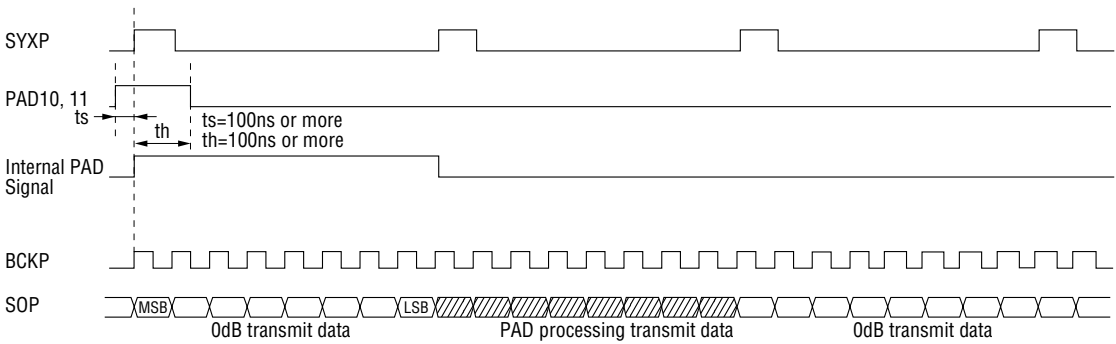 SYXP
PAD10, 11
ts
th
ts=100ns or more
th=100ns or more
Internal PAD
Signal
BCKP
SOP
MSB
LSB
0dB transmit data
PAD processing transmit data
0dB transmit data